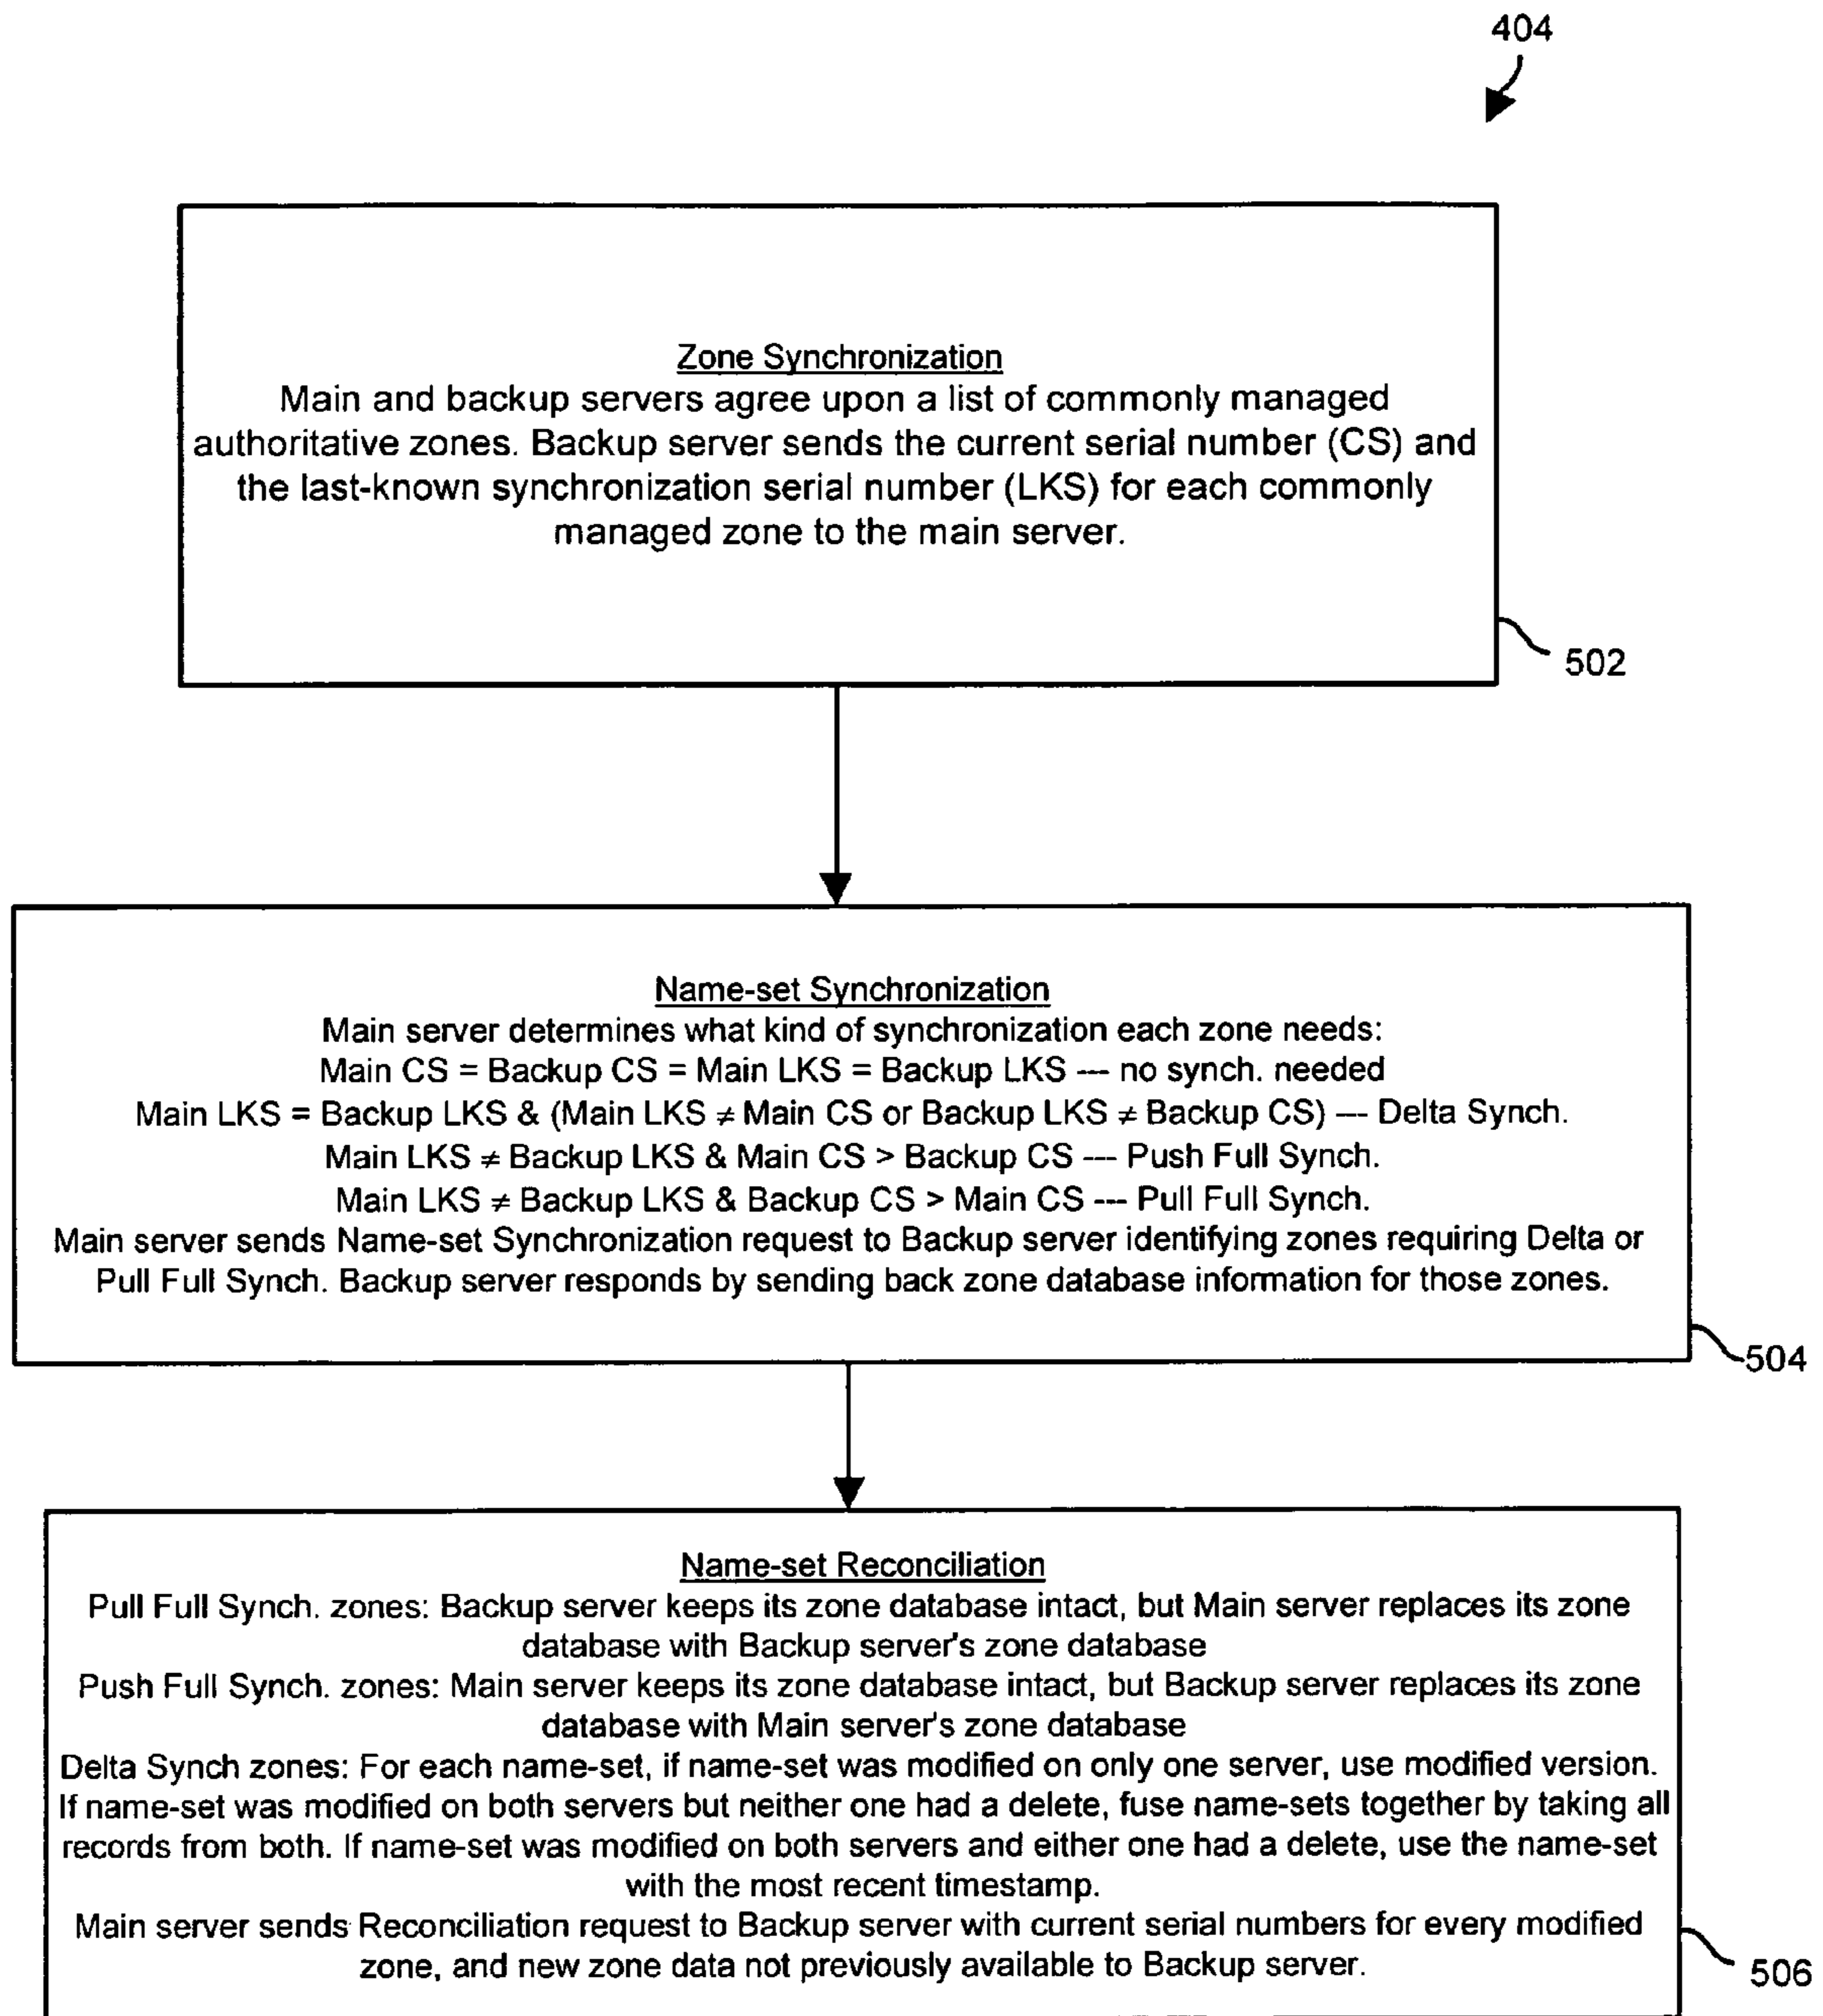 404
Zone Synchronization
Main and backup servers agree upon a list of commonly managed
authoritative zones. Backup server sends the current serial number (CS) and
the last-known synchronization serial number (LKS) for each commonly
managed zone to the main server.
502
Name-set Synchronization
Main server determines what kind of synchronization each zone needs:
Main CS = Backup CS = Main LKS = Backup LKS --- no synch. needed
Main LKS = Backup LKS & (Main LKS ≠ Main CS or Backup LKS ≠ Backup CS) --- Delta Synch.
Main LKS ≠ Backup LKS & Main CS > Backup CS --- Push Full Synch.
Main LKS ≠ Backup LKS & Backup CS > Main CS --- Pull Full Synch.
Main server sends Name-set Synchronization request to Backup server identifying zones requiring Delta or
Pull Full Synch. Backup server responds by sending back zone database information for those zones.
504
Name-set Reconciliation
Pull Full Synch. zones: Backup server keeps its zone database intact, but Main server replaces its zone
database with Backup server's zone database
Push Full Synch. zones: Main server keeps its zone database intact, but Backup server replaces its zone
database with Main server's zone database
Delta Synch zones: For each name-set, if name-set was modified on only one server, use modified version.
If name-set was modified on both servers but neither one had a delete, fuse name-sets together by taking all
records from both. If name-set was modified on both servers and either one had a delete, use the name-set
with the most recent timestamp.
Main server sends Reconciliation request to Backup server with current serial numbers for every modified
zone, and new zone data not previously available to Backup server.
506